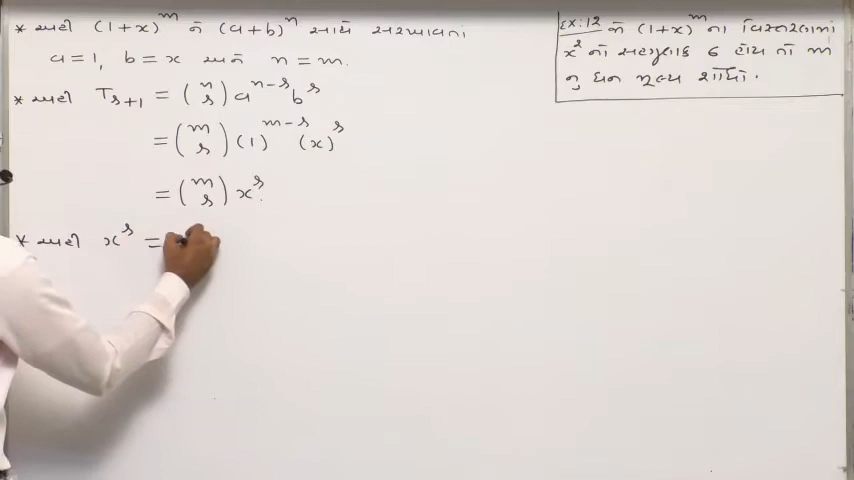 * અહીં (1+x)^m ને (a+b)^n સાથે સરખાવતાં
a=1, b=x અને n=m.
* અહીં T_{r+1} = (n r) a^{n-r} b^r
= (m r) (1)^{m-r} (x)^r
= (m r) x^r.
* અહીં x^r =
Ex:12 જો (1+x)^m ના વિસ્તરણમાં
x^2 નો સહગુણક 6 હોય તો m
નું ધન મૂલ્ય શોધો.